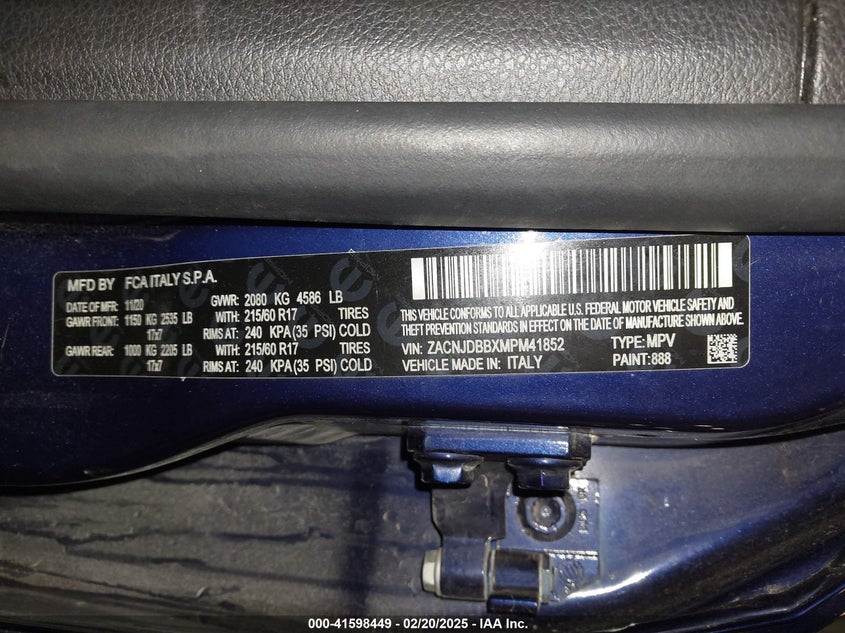 MFD BY FCA ITALY S.P.A.
DATE OF MFR: 11/20 GVWR: 2080 KG 4586 LB
GAWR FRONT: 1150 KG 2535 LB WITH: 215/60 R17 TIRES
17x7 RIMS AT: 240 KPA(35 PSI) COLD
GAWR REAR: 1000 KG 2205 LB WITH: 215/60 R17 TIRES
17x7 RIMS AT: 240 KPA(35 PSI) COLD
THIS VEHICLE CONFORMS TO ALL APPLICABLE U.S. FEDERAL MOTOR VEHICLE SAFETY AND
THEFT PREVENTION STANDARDS IN EFFECT ON THE DATE OF MANUFACTURE SHOWN ABOVE.
VIN: ZACNJDBBXMPM41852 TYPE: MPV
VEHICLE MADE IN: ITALY PAINT: 888
000-41598449 - 02/20/2025 - IAA Inc.